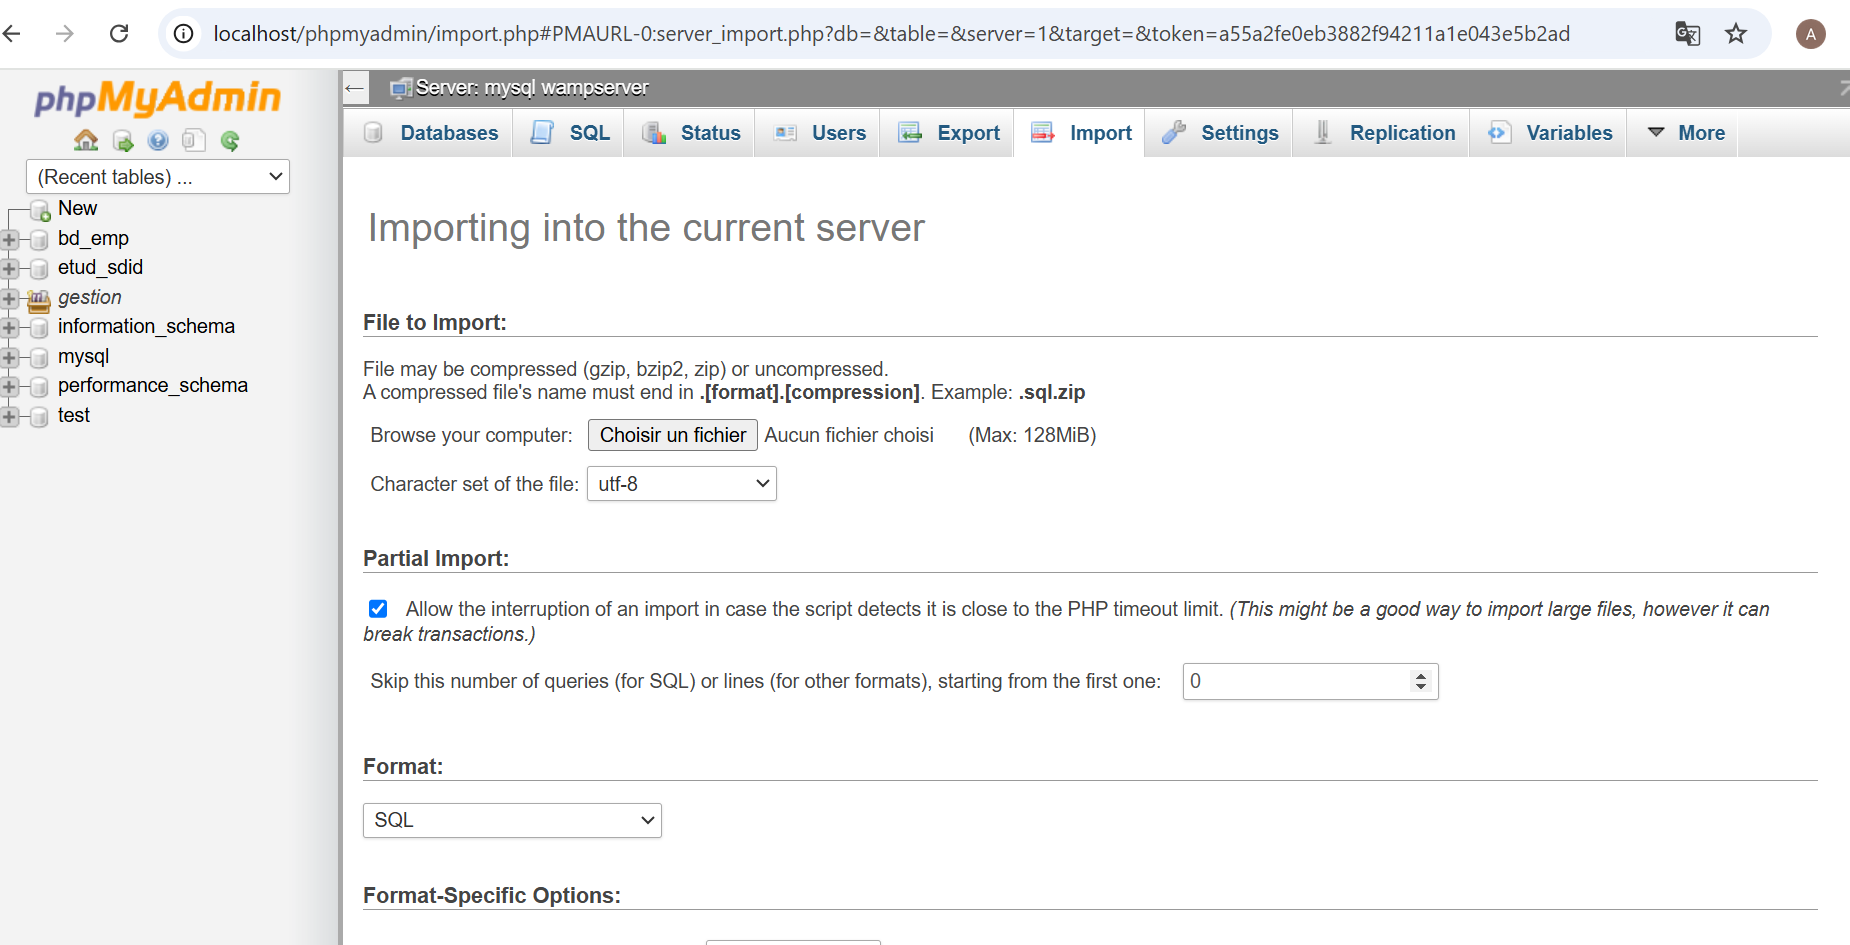 localhost/phpmyadmin/import.php#PMAURL-0:server_import.php?db=&table=&server=1&target=&token=a55a2fe0eb3882f94211a1e043e5b2ad
A
phpMyAdmin
(Recent tables) ...
New
bd_emp
etud_sdid
gestion
information_schema
mysql
performance_schema
test
Server: mysql wampserver
Databases SQL Status Users Export Import Settings Replication Variables More
Importing into the current server
File to Import:
File may be compressed (gzip, bzip2, zip) or uncompressed.
A compressed file's name must end in .[format].[compression]. Example: .sql.zip
Browse your computer: Choisir un fichier Aucun fichier choisi (Max: 128MiB)
Character set of the file: utf-8
Partial Import:
Allow the interruption of an import in case the script detects it is close to the PHP timeout limit. (This might be a good way to import large files, however it can
break transactions.)
Skip this number of queries (for SQL) or lines (for other formats), starting from the first one: 0
Format:
SQL
Format-Specific Options: